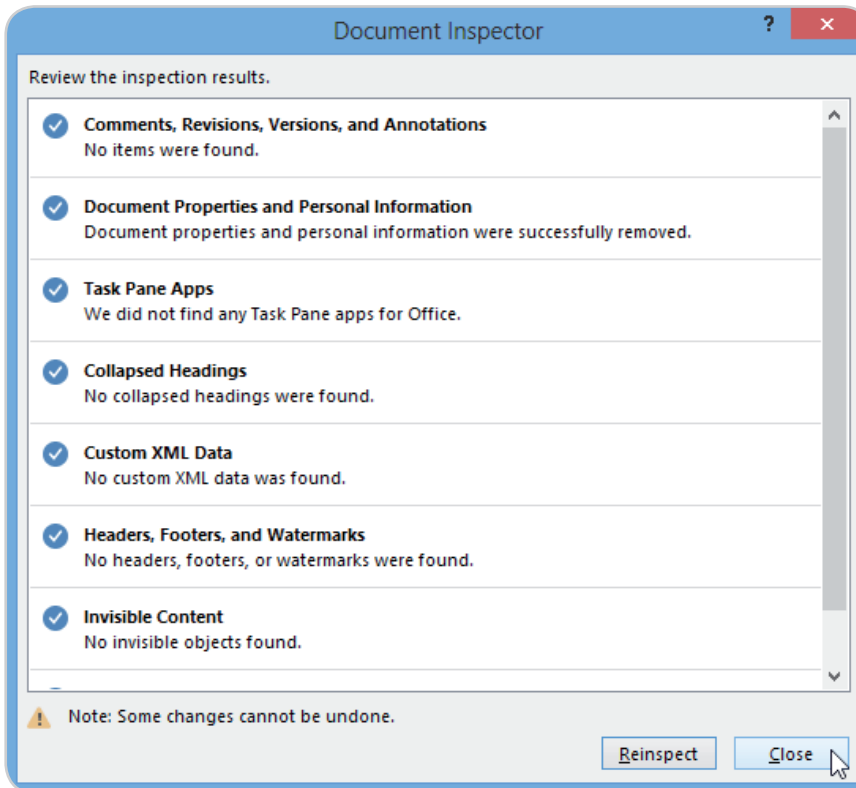 Document Inspector
?
Review the inspection results.
Comments, Revisions, Versions, and Annotations
No items were found.
Document Properties and Personal Information
Document properties and personal information were successfully removed.
Task Pane Apps
We did not find any Task Pane apps for Office.
Collapsed Headings
No collapsed headings were found.
Custom XML Data
No custom XML data was found.
Headers, Footers, and Watermarks
No headers, footers, or watermarks were found.
Invisible Content
No invisible objects found.
Note: Some changes cannot be undone.
Reinspect
Close